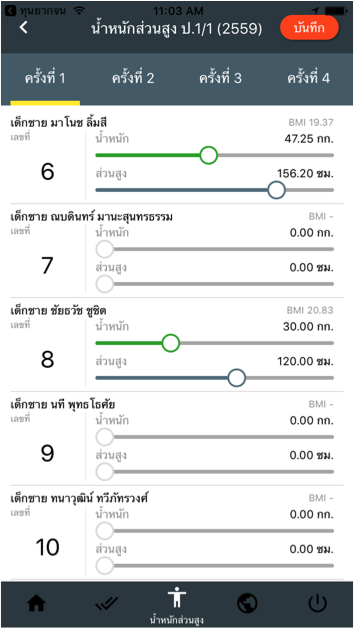 ทุนยากจน 11:03 AM
น้ำหนักส่วนสูง ป.1/1 (2559) บันทึก
ครั้งที่ 1 ครั้งที่ 2 ครั้งที่ 3 ครั้งที่ 4
เด็กชาย มาโนช ลิ้มสี BMI 19.37
เลขที่ น้ำหนัก 47.25 กก.
6
ส่วนสูง 156.20 ซม.
เด็กชาย ณบดินทร์ มานะสุนทรธรรม BMI -
เลขที่ น้ำหนัก 0.00 กก.
7
ส่วนสูง 0.00 ซม.
เด็กชาย ชัยธวัช ชูชิต BMI 20.83
เลขที่ น้ำหนัก 30.00 กก.
8
ส่วนสูง 120.00 ซม.
เด็กชาย นที พุทธโธศัย BMI -
เลขที่ น้ำหนัก 0.00 กก.
9
ส่วนสูง 0.00 ซม.
เด็กชาย ทนาวุฒิน์ ทวีภัทรวงศ์ BMI -
เลขที่ น้ำหนัก 0.00 กก.
10
ส่วนสูง 0.00 ซม.
น้ำหนักส่วนสูง